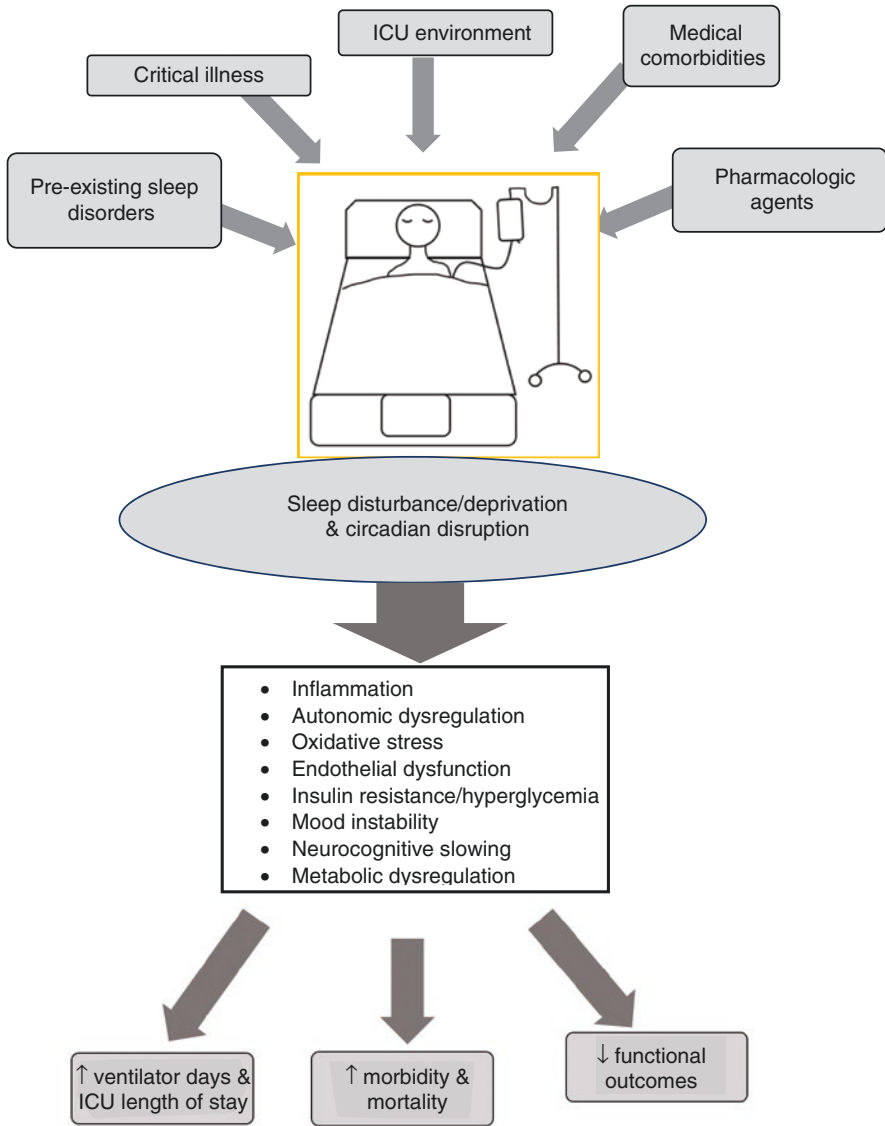 ICU environment
Medical
comorbidities
Critical illness
Pre-existing sleep
disorders
Pharmacologic
agents
Sleep disturbance/deprivation
& circadian disruption
• Inflammation
• Autonomic dysregulation
• Oxidative stress
• Endothelial dysfunction
• Insulin resistance/hyperglycemia
• Mood instability
• Neurocognitive slowing
• Metabolic dysregulation
↑ ventilator days &
ICU length of stay
↑ morbidity &
mortality
↓ functional
outcomes